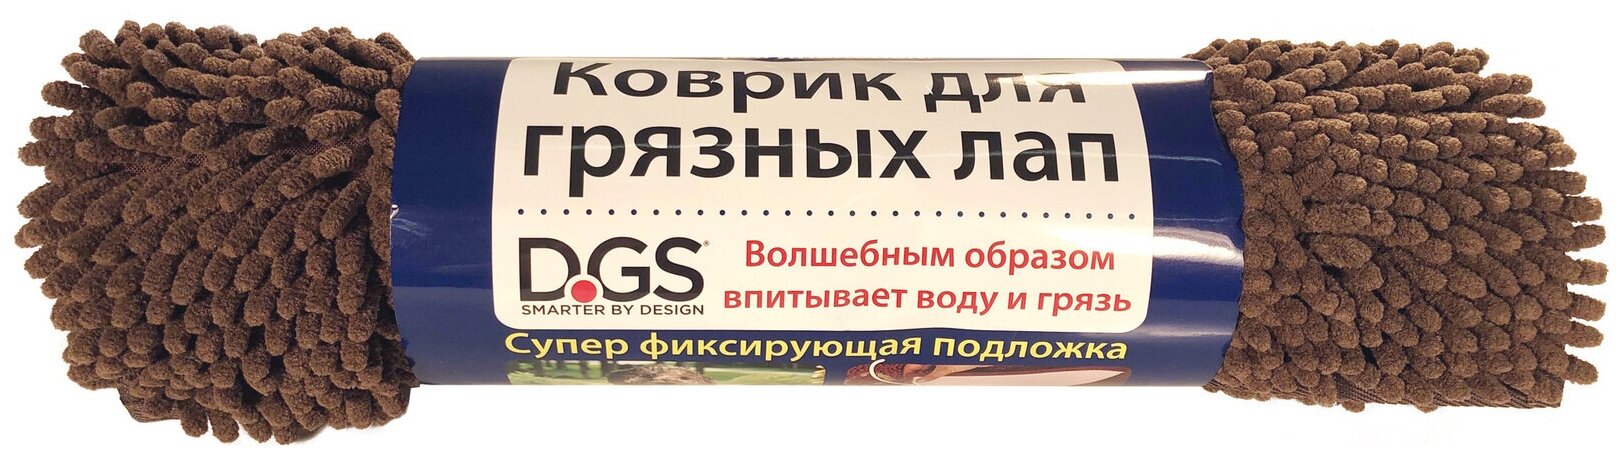 Коврик для
грязных лап
D.GS®
SMARTER BY DESIGN
Волшебным образом
впитывает воду и грязь
Супер фиксирующая подложка